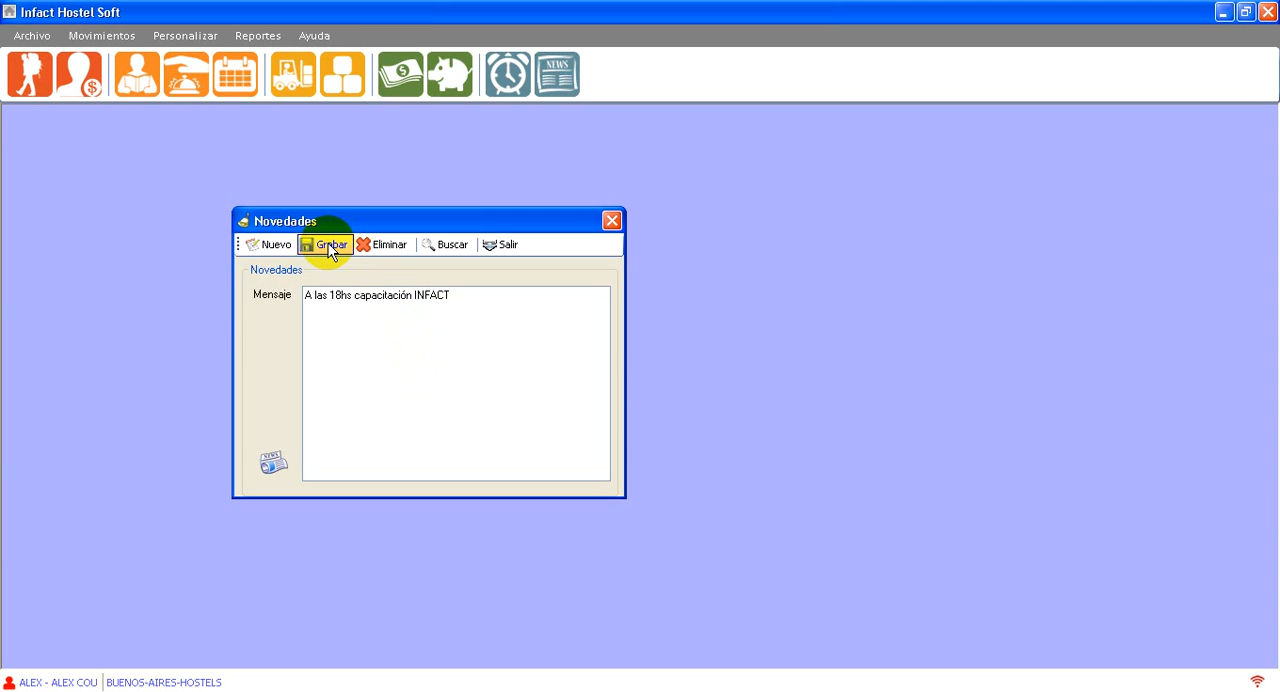 Infact Hostel Soft
Archivo Movimientos Personalizar Reportes Ayuda
$ $ NEWS
Novedades
Nuevo Grabar Eliminar Buscar Salir
Novedades
Mensaje A las 18hs capacitación INFACT
NEWS
ALEX - ALEX COU BUENOS-AIRES-HOSTELS